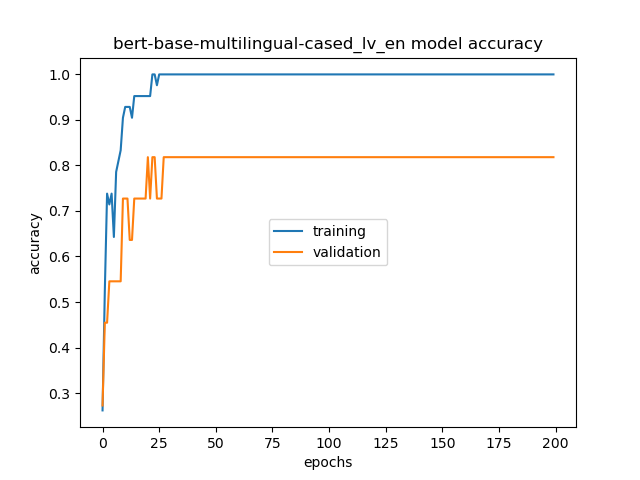 bert-base-multilingual-cased_lv_en model accuracy
1.0
0.9
0.8
0.7
0.6
0.5
0.4
0.3
accuracy
training
validation
0 25 50 75 100 125 150 175 200
epochs